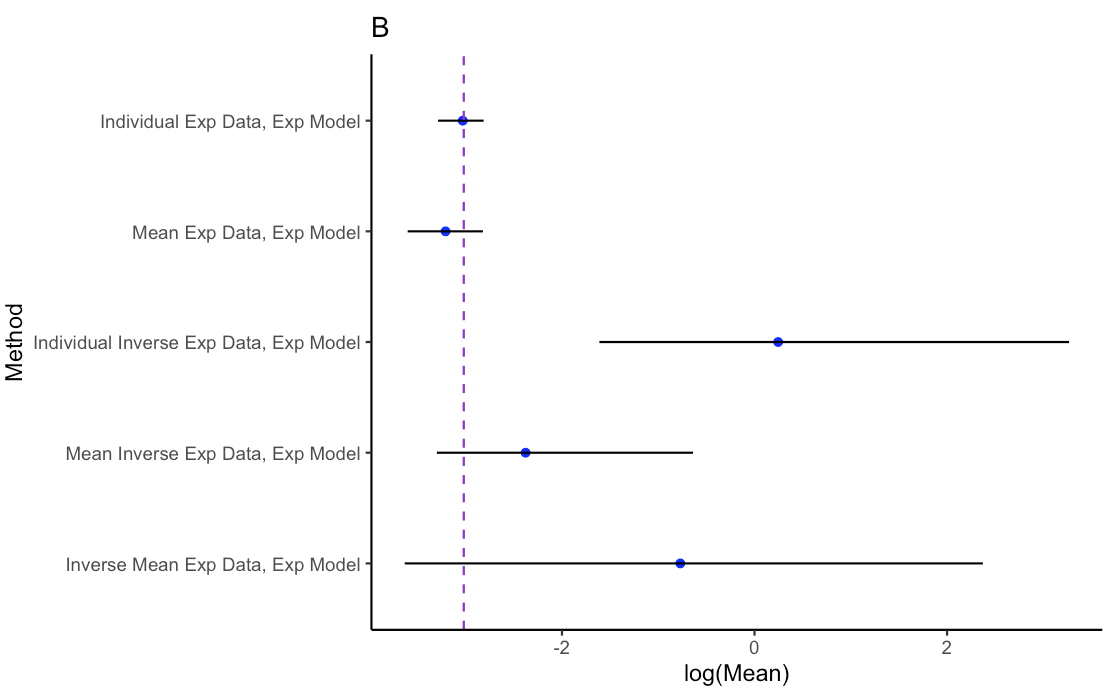 B
Individual Exp Data, Exp Model
Mean Exp Data, Exp Model
Individual Inverse Exp Data, Exp Model
Mean Inverse Exp Data, Exp Model
Inverse Mean Exp Data, Exp Model
Method
-2 0 2
log(Mean)